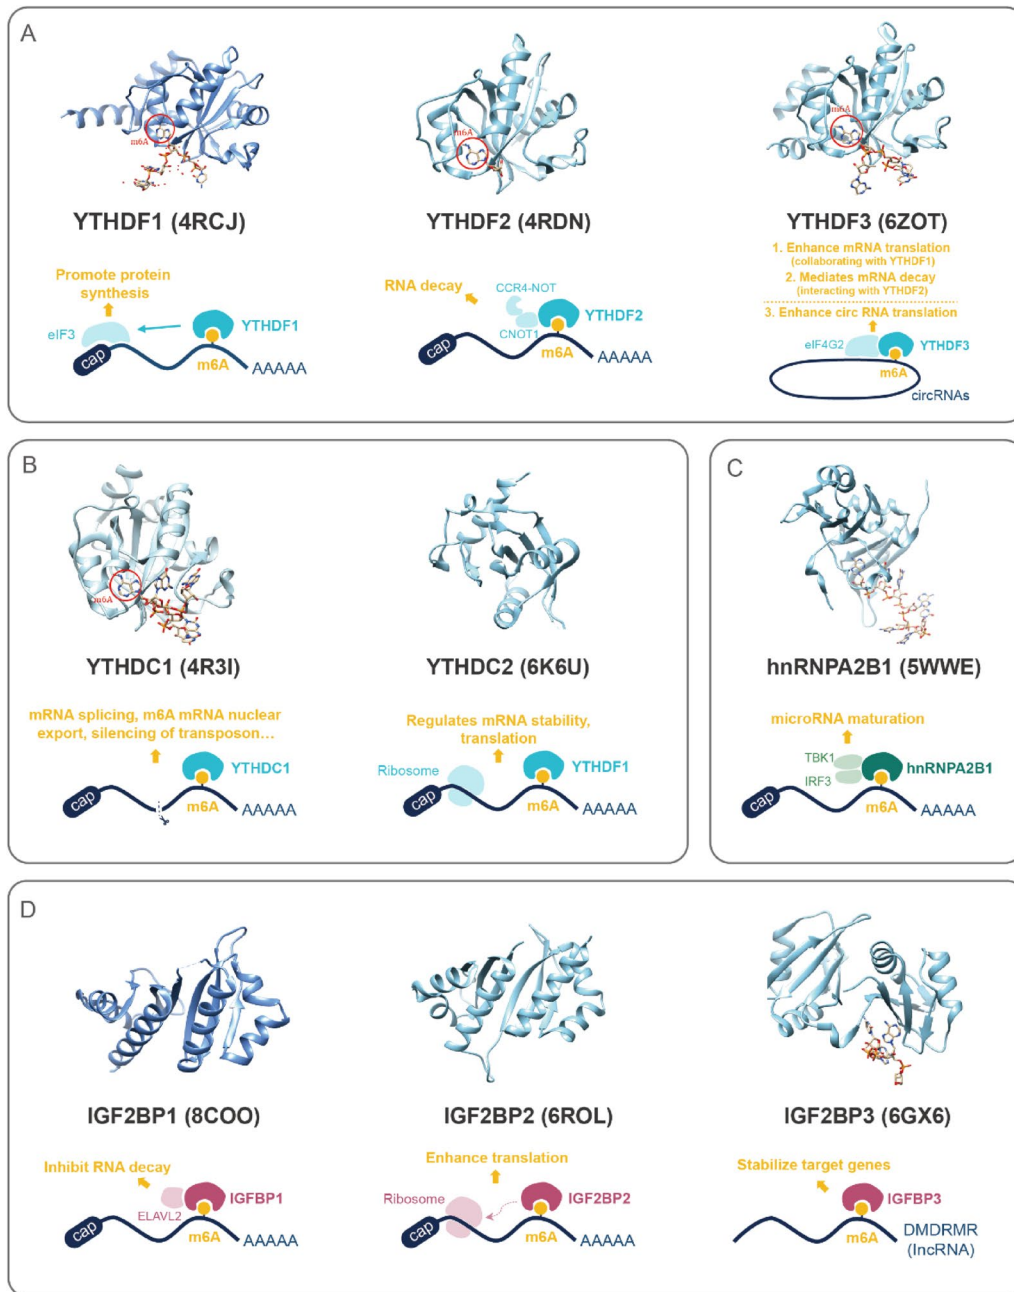 A
m6A
m6A
m6A
YTHDF1 (4RCJ)
YTHDF2 (4RDN)
YTHDF3 (6ZOT)
Promote protein
synthesis
eIF3
YTHDF1
cap
m6A
AAAAA
RNA decay
CCR4-NOT
CNOT1
YTHDF2
cap
m6A
AAAAA
1. Enhance mRNA translation
(collaborating with YTHDF1)
2. Mediates mRNA decay
(interacting with YTHDF2)
3. Enhance circ RNA translation
eIF4G2
YTHDF3
m6A
circRNAs
B
m6A
YTHDC1 (4R3I)
YTHDC2 (6K6U)
mRNA splicing, m6A mRNA nuclear
export, silencing of transposon...
YTHDC1
cap
m6A
AAAAA
Regulates mRNA stability,
translation
Ribosome
YTHDF1
cap
m6A
AAAAA
C
hnRNPA2B1 (5WWE)
microRNA maturation
TBK1
IRF3
hnRNPA2B1
cap
m6A
AAAAA
D
IGF2BP1 (8COO)
IGF2BP2 (6ROL)
IGF2BP3 (6GX6)
Inhibit RNA decay
ELAVL2
IGFBP1
cap
m6A
AAAAA
Enhance translation
Ribosome
IGF2BP2
cap
m6A
AAAAA
Stabilize target genes
IGFBP3
m6A
DMDRMR
(lncRNA)